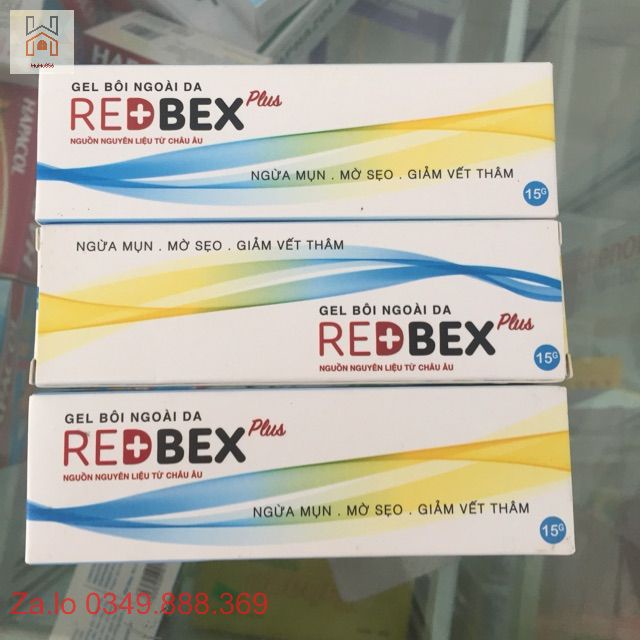 HyHo856
GEL BÔI NGOÀI DA
REDBEX Plus
NGUỒN NGUYÊN LIỆU TỪ CHÂU ÂU
NGỪA MỤN . MỜ SẸO . GIẢM VẾT THÂM
15G
NGỪA MỤN . MỜ SẸO . GIẢM VẾT THÂM
GEL BÔI NGOÀI DA
REDBEX Plus
NGUỒN NGUYÊN LIỆU TỪ CHÂU ÂU
15G
GEL BÔI NGOÀI DA
REDBEX Plus
NGUỒN NGUYÊN LIỆU TỪ CHÂU ÂU
NGỪA MỤN . MỜ SẸO . GIẢM VẾT THÂM
15G
HAPACOL
Za.lo 0349.888.369